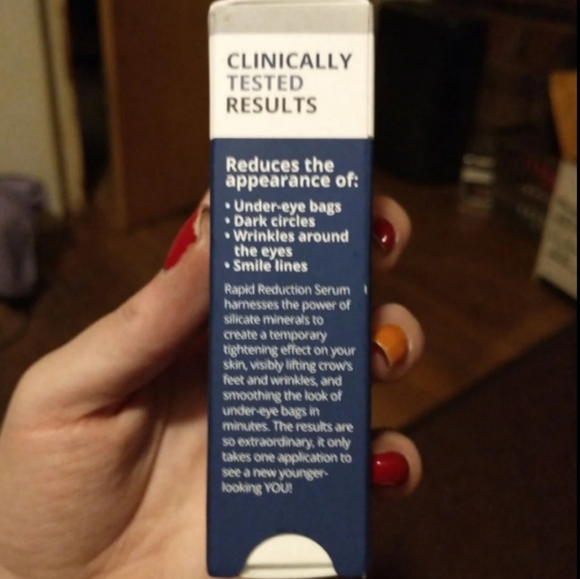 CLINICALLY
TESTED
RESULTS
Reduces the
appearance of:
• Under-eye bags
• Dark circles
• Wrinkles around
the eyes
• Smile lines
Rapid Reduction Serum
harnesses the power of
silicate minerals to
create a temporary
tightening effect on your
skin, visibly lifting crow's
feet and wrinkles, and
smoothing the look of
under-eye bags in
minutes. The results are
so extraordinary, it only
takes one application to
see a new younger-
looking YOU!